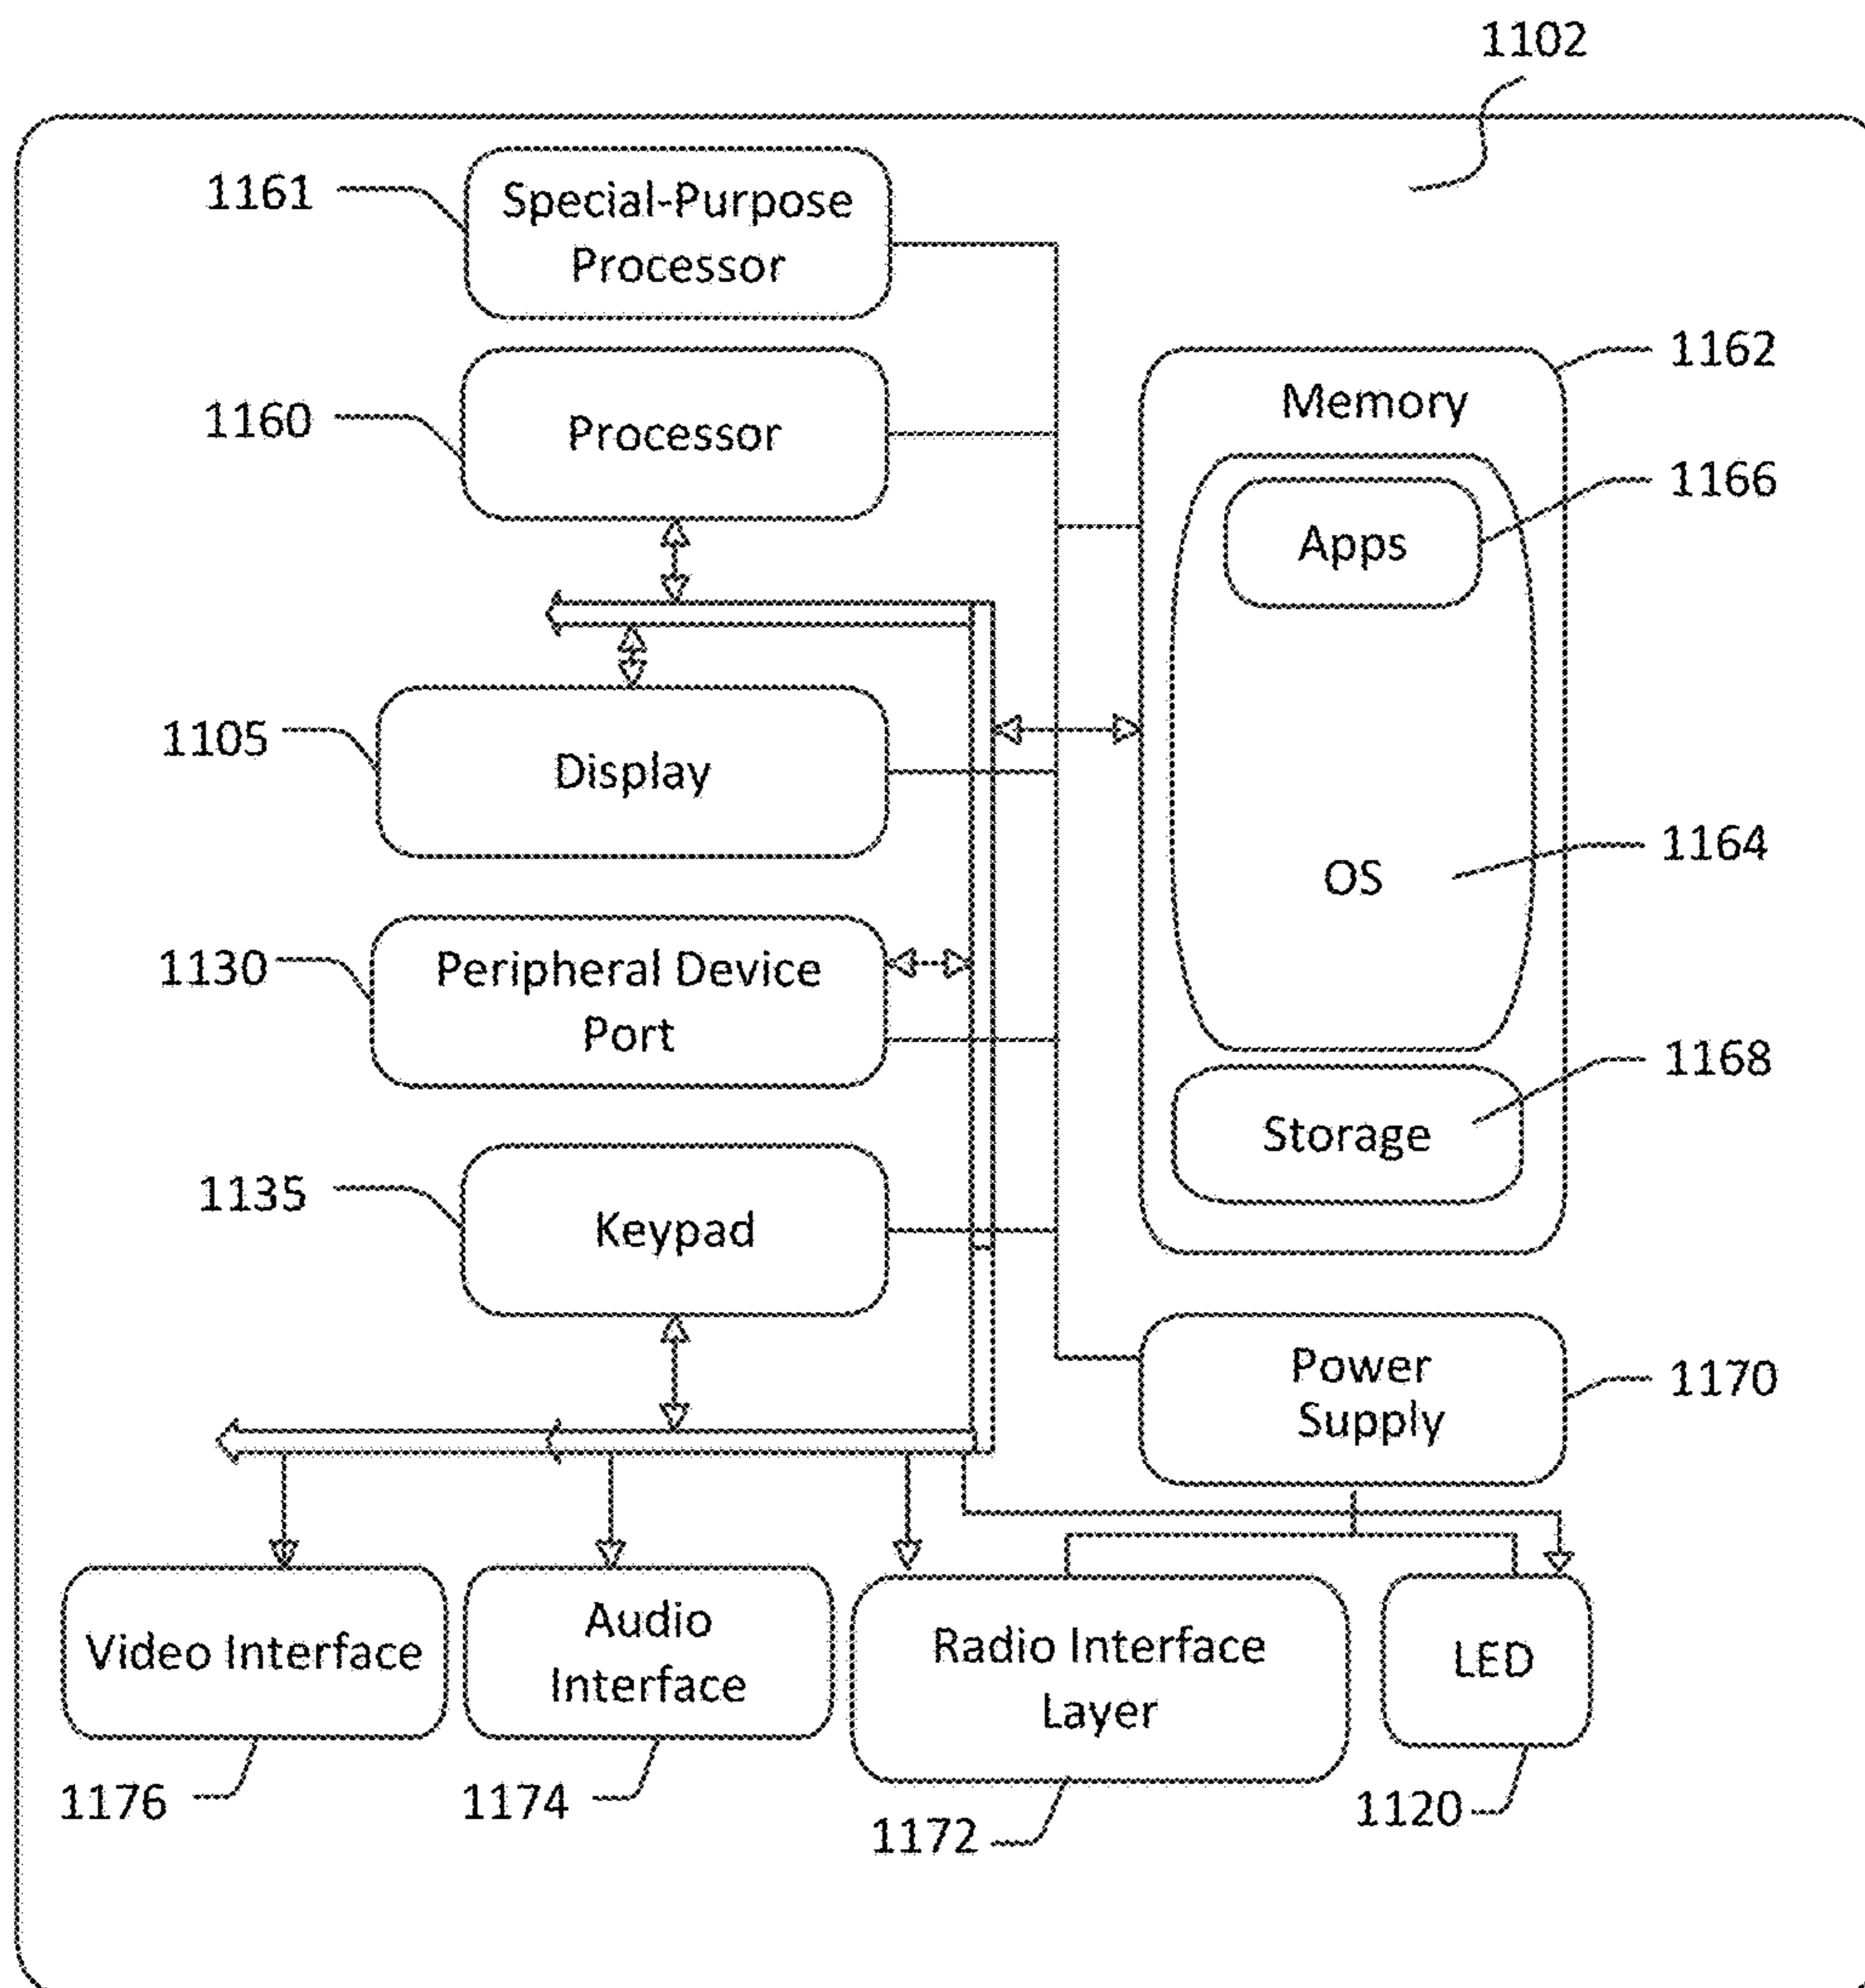 1102
1161
Special-Purpose
Processor
1160
Processor
1162
Memory
1166
Apps
1105
Display
1164
OS
1130
Peripheral Device
Port
1168
Storage
1135
Keypad
1170
Power
Supply
Video Interface
Audio
Interface
Radio Interface
Layer
LED
1176
1174
1172
1120